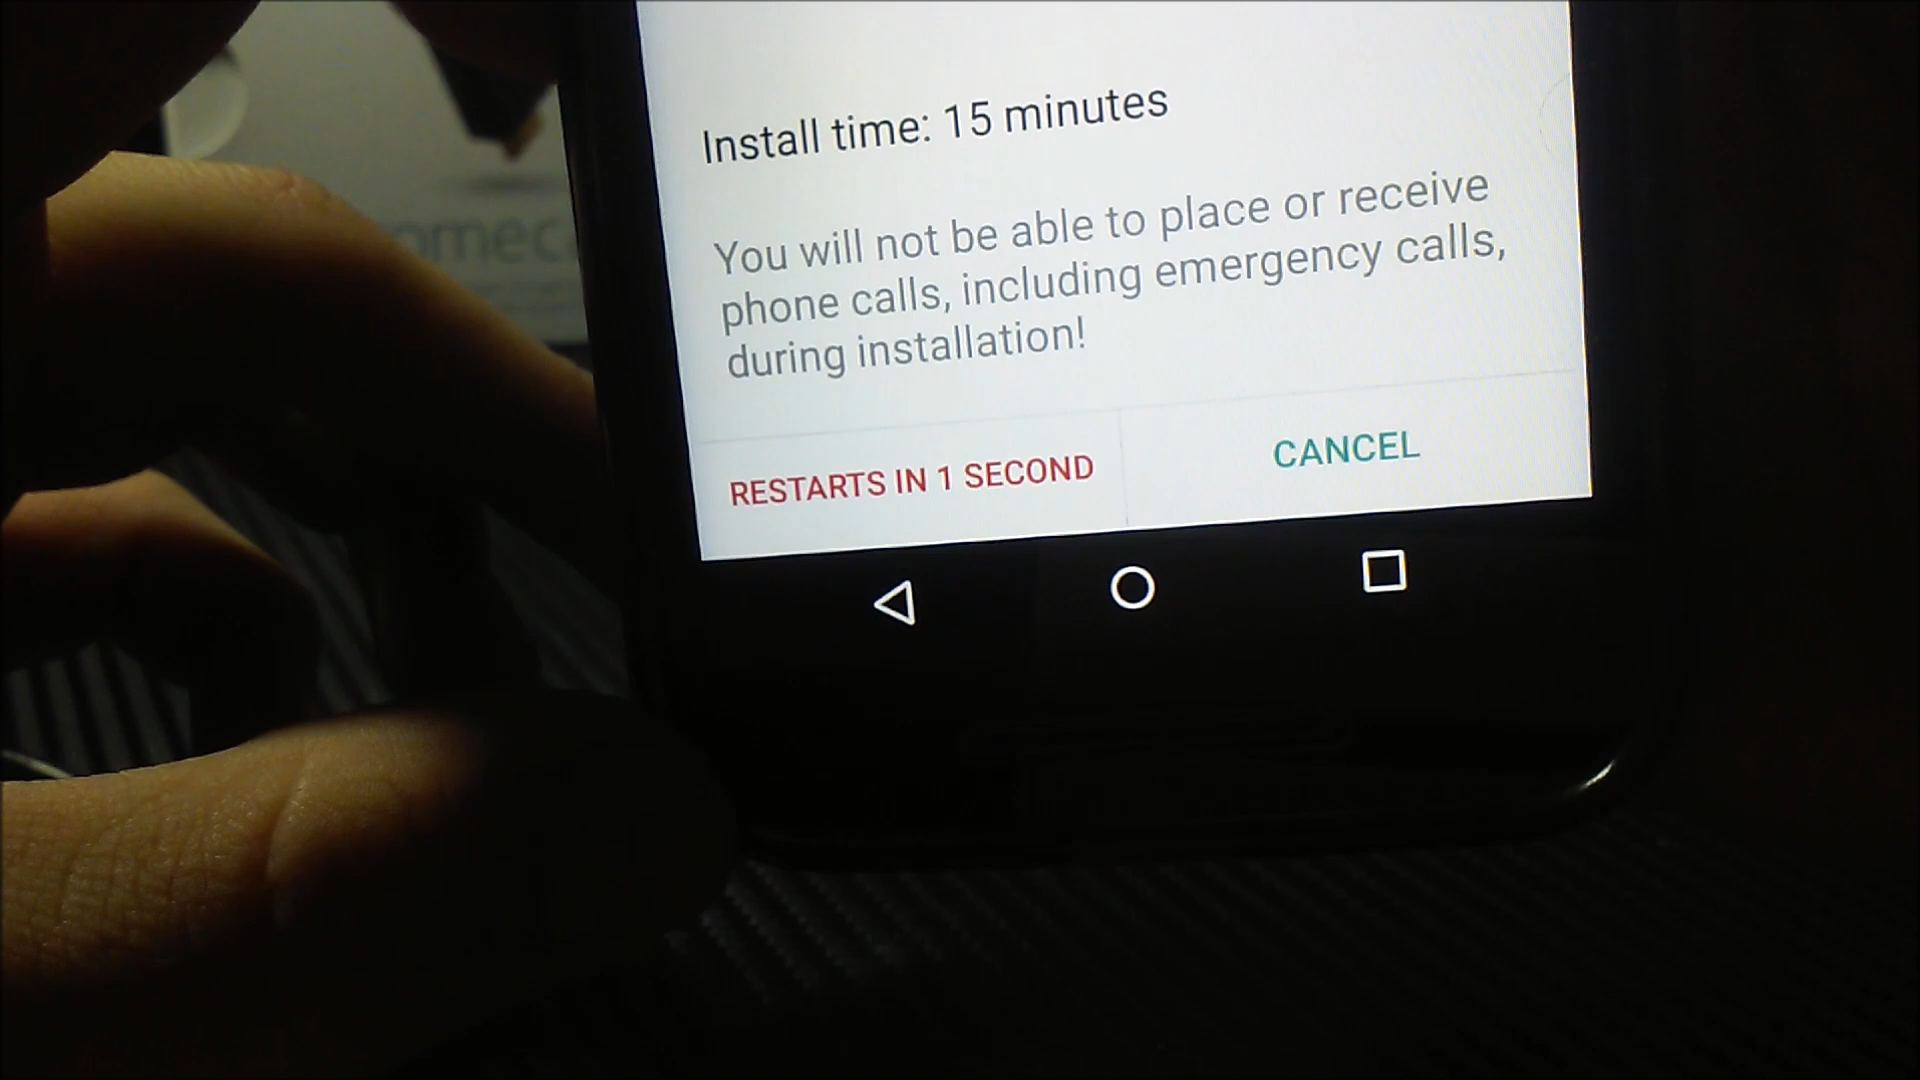 Install time: 15 minutes
You will not be able to place or receive
phone calls, including emergency calls,
during installation!
RESTARTS IN 1 SECOND
CANCEL
omec